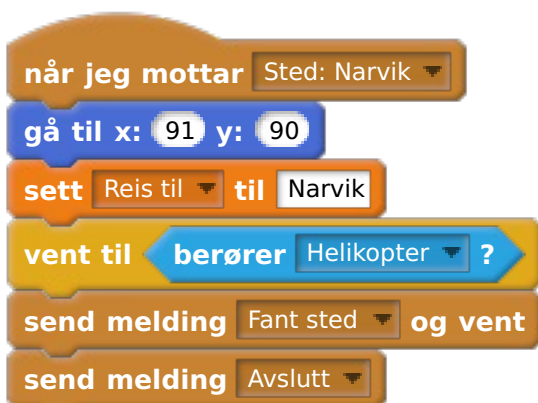 når jeg mottar Sted: Narvik
gå til x: 91 y: 90
sett Reis til til Narvik
vent til berører Helikopter ?
send melding Fant sted og vent
send melding Avslutt